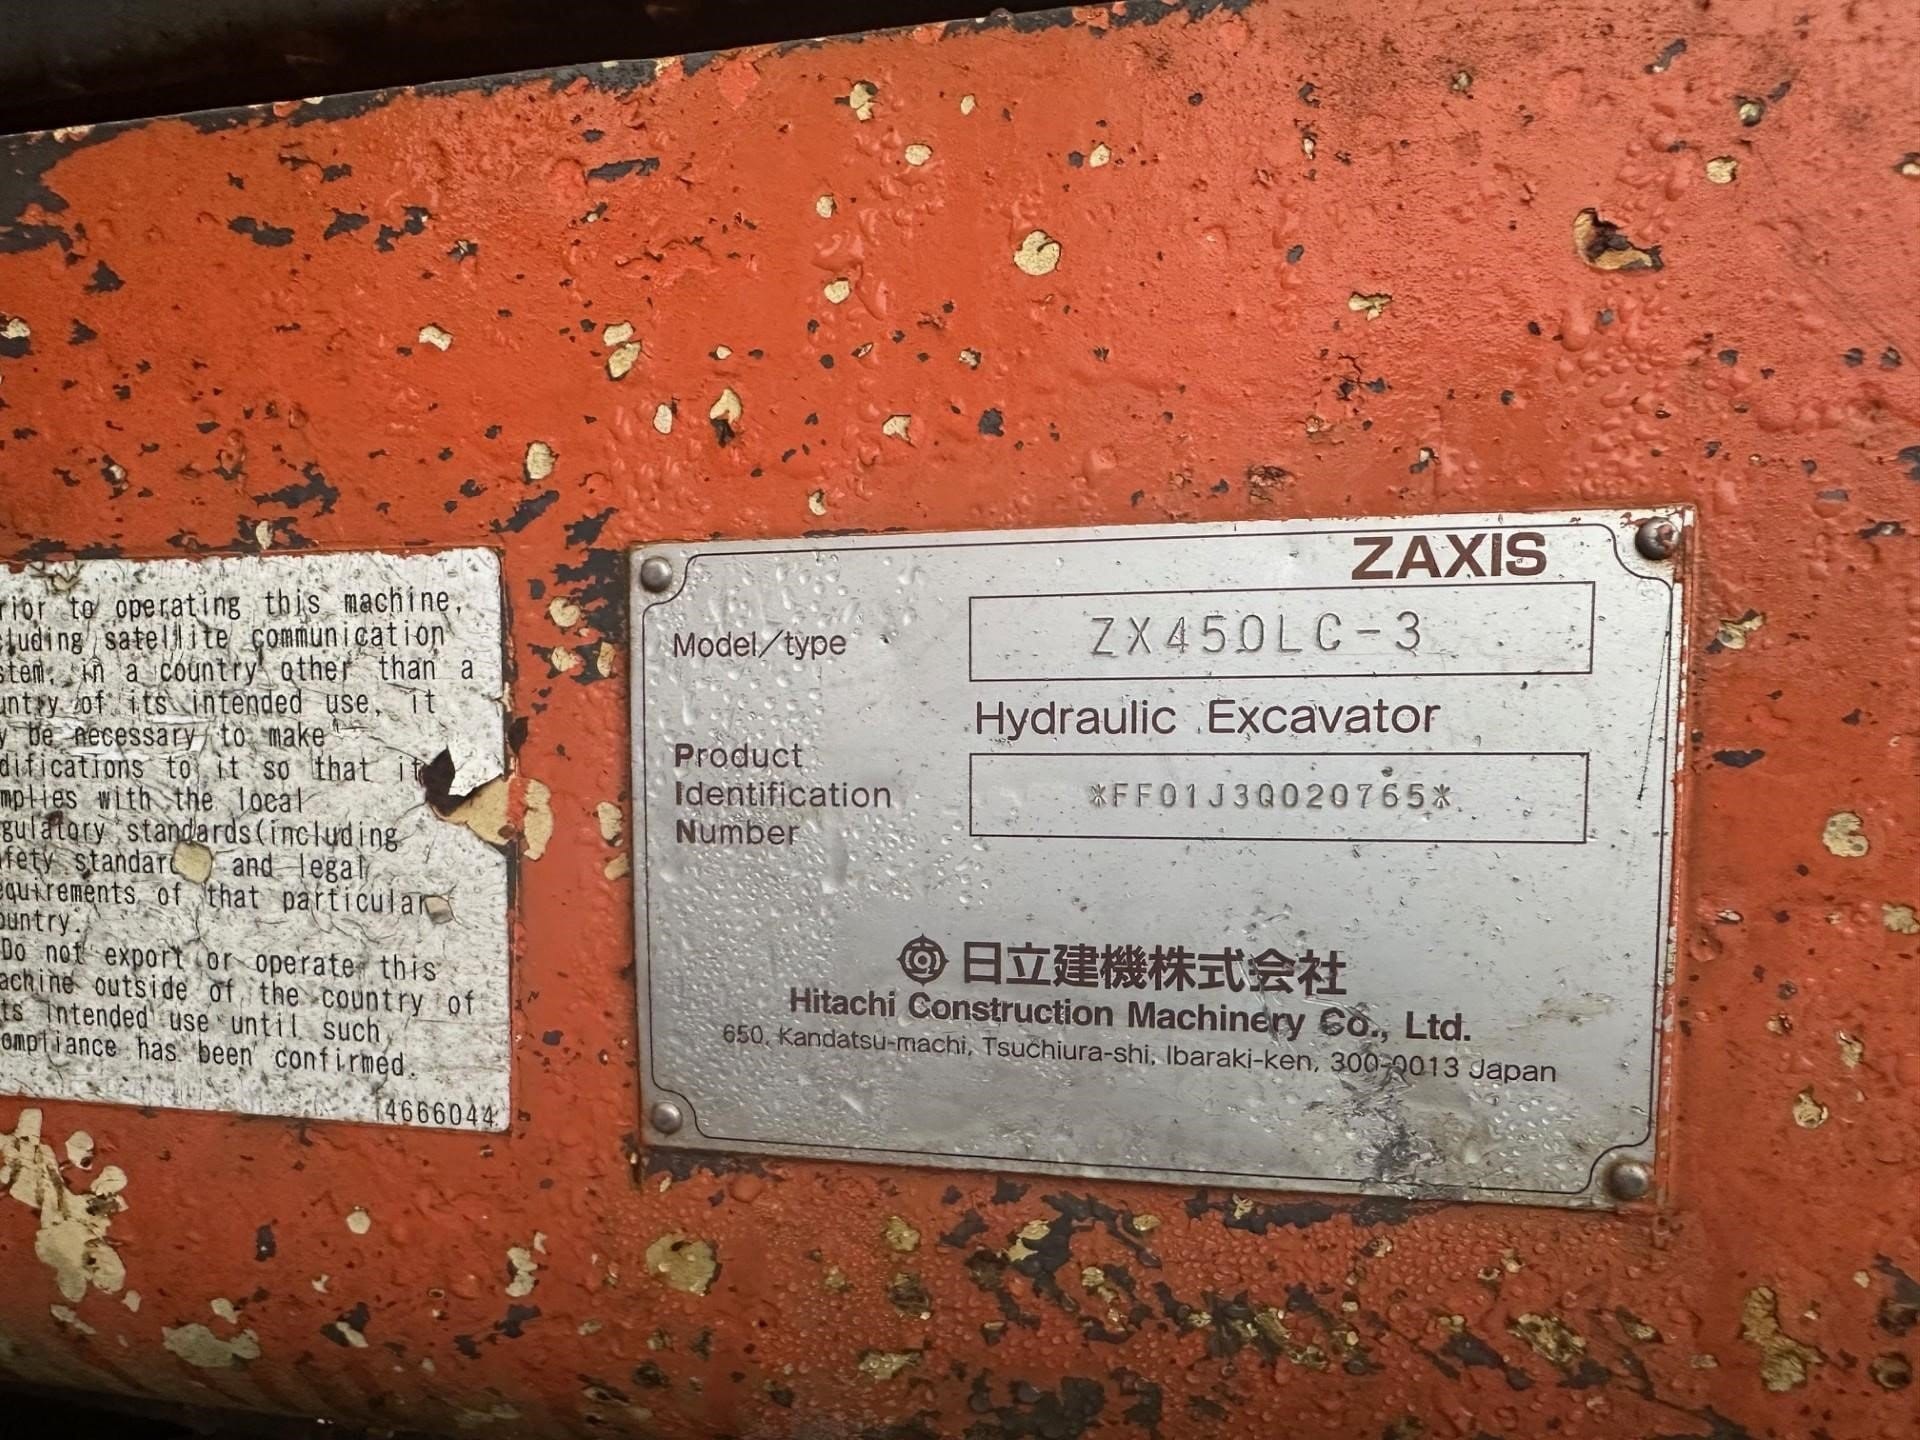 rior to operating this machine,
cluding satellite communication
stem, in a country other than a
untry of its intended use, it
y be necessary to make
difications to it so that it
mplies with the local
gulatory standards(including
fety standard and legal
equirements of that particular
ountry.
Do not export or operate this
achine outside of the country of
ts intended use until such
ompliance has been confirmed.
14666044
ZAXIS
Model/type ZX450LC-3
Hydraulic Excavator
Product
Identification *FF01J3Q020765*
Number
日立建機株式会社
Hitachi Construction Machinery Co., Ltd.
650, Kandatsu-machi, Tsuchiura-shi, Ibaraki-ken, 300-0013 Japan